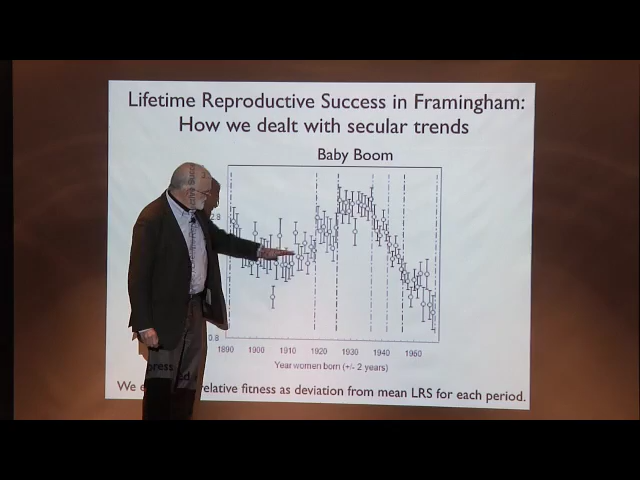 Lifetime Reproductive Success in Framingham:
How we dealt with secular trends
Baby Boom
2.8
0.8
1890 1900 1910 1920 1930 1940 1950
Year women born (+/- 2 years)
We relative fitness as deviation from mean LRS for each period.